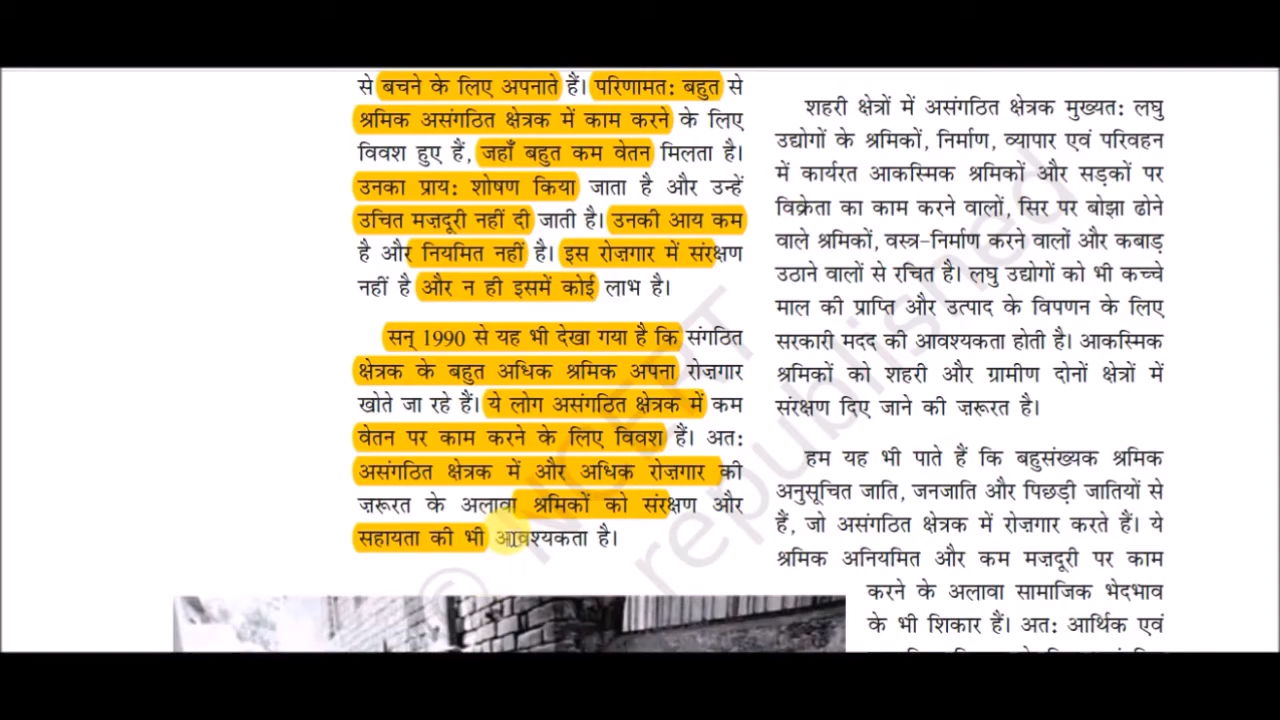 से बचने के लिए अपनाते हैं। परिणामत: बहुत से
श्रमिक असंगठित क्षेत्रक में काम करने के लिए
विवश हुए हैं, जहाँ बहुत कम वेतन मिलता है।
उनका प्राय: शोषण किया जाता है और उन्हें
उचित मज़दूरी नहीं दी जाती है। उनकी आय कम
है और नियमित नहीं है। इस रोज़गार में संरक्षण
नहीं है और न ही इसमें कोई लाभ है।
सन् 1990 से यह भी देखा गया है कि संगठित
क्षेत्रक के बहुत अधिक श्रमिक अपना रोज़गार
खोते जा रहे हैं। ये लोग असंगठित क्षेत्रक में कम
वेतन पर काम करने के लिए विवश हैं। अत:
असंगठित क्षेत्रक में और अधिक रोज़गार की
ज़रूरत के अलावा श्रमिकों को संरक्षण और
सहायता की भी आवश्यकता है।
शहरी क्षेत्रों में असंगठित क्षेत्रक मुख्यत: लघु
उद्योगों के श्रमिकों, निर्माण, व्यापार एवं परिवहन
में कार्यरत आकस्मिक श्रमिकों और सड़कों पर
विक्रेता का काम करने वालों, सिर पर बोझा ढोने
वाले श्रमिकों, वस्त्र-निर्माण करने वालों और कबाड़
उठाने वालों से रचित है। लघु उद्योगों को भी कच्चे
माल की प्राप्ति और उत्पाद के विपणन के लिए
सरकारी मदद की आवश्यकता होती है। आकस्मिक
श्रमिकों को शहरी और ग्रामीण दोनों क्षेत्रों में
संरक्षण दिए जाने की ज़रूरत है।
हम यह भी पाते हैं कि बहुसंख्यक श्रमिक
अनुसूचित जाति, जनजाति और पिछड़ी जातियों से
हैं, जो असंगठित क्षेत्रक में रोज़गार करते हैं। ये
श्रमिक अनियमित और कम मज़दूरी पर काम
करने के अलावा सामाजिक भेदभाव
के भी शिकार हैं। अत: आर्थिक एवं
© NCERT
republished